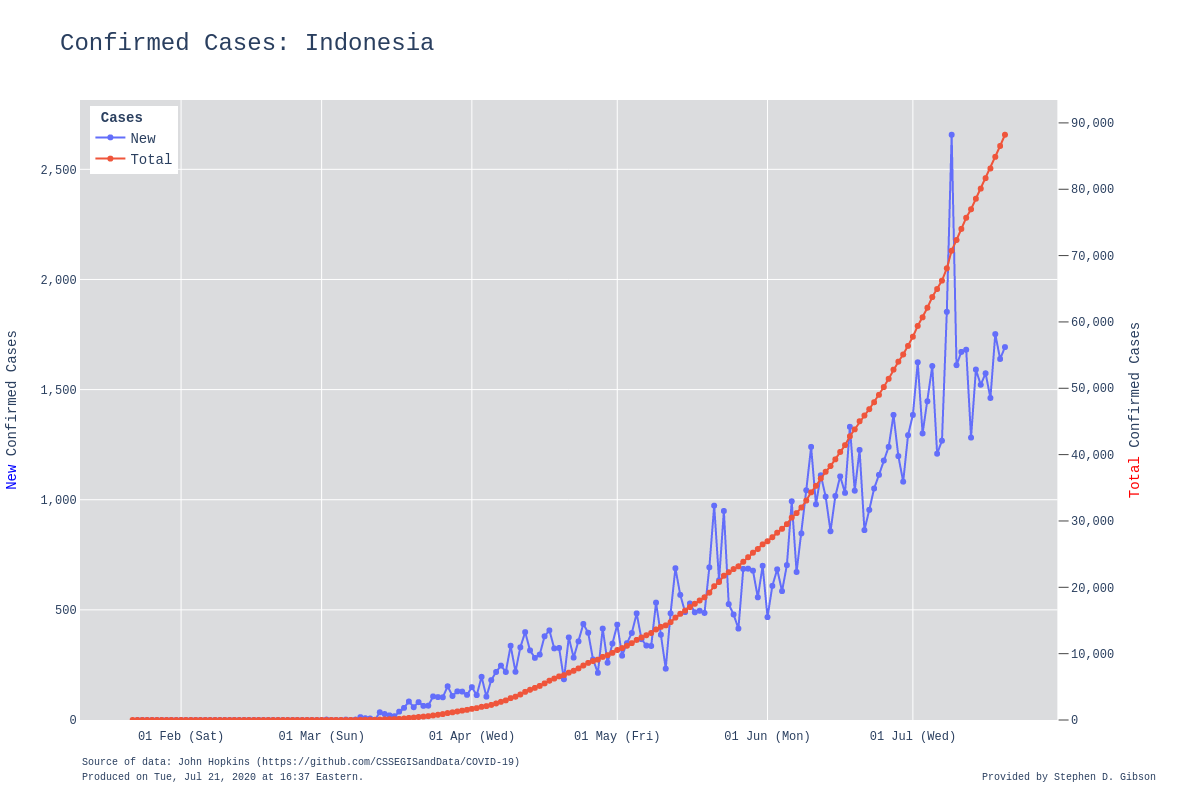 Confirmed Cases: Indonesia
Cases
New
Total
2,500
2,000
1,500
1,000
500
0
90,000
80,000
70,000
60,000
50,000
40,000
30,000
20,000
10,000
0
New Confirmed Cases
Total Confirmed Cases
01 Feb (Sat)
01 Mar (Sun)
01 Apr (Wed)
01 May (Fri)
01 Jun (Mon)
01 Jul (Wed)
Source of data: John Hopkins (https://github.com/CSSEGISandData/COVID-19)
Produced on Tue, Jul 21, 2020 at 16:37 Eastern.
Provided by Stephen D. Gibson